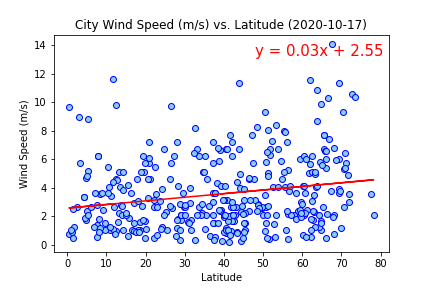 City Wind Speed (m/s) vs. Latitude (2020-10-17)
y = 0.03x + 2.55
Wind Speed (m/s)
14
12
10
8
6
4
2
0
0 10 20 30 40 50 60 70 80
Latitude